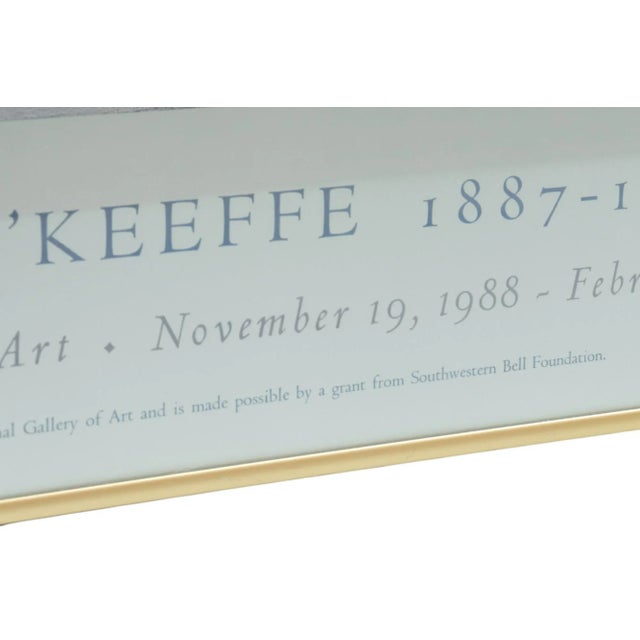 'KEEFFE 1887-1
Art • November 19, 1988 - Febr
nal Gallery of Art and is made possible by a grant from Southwestern Bell Foundation.